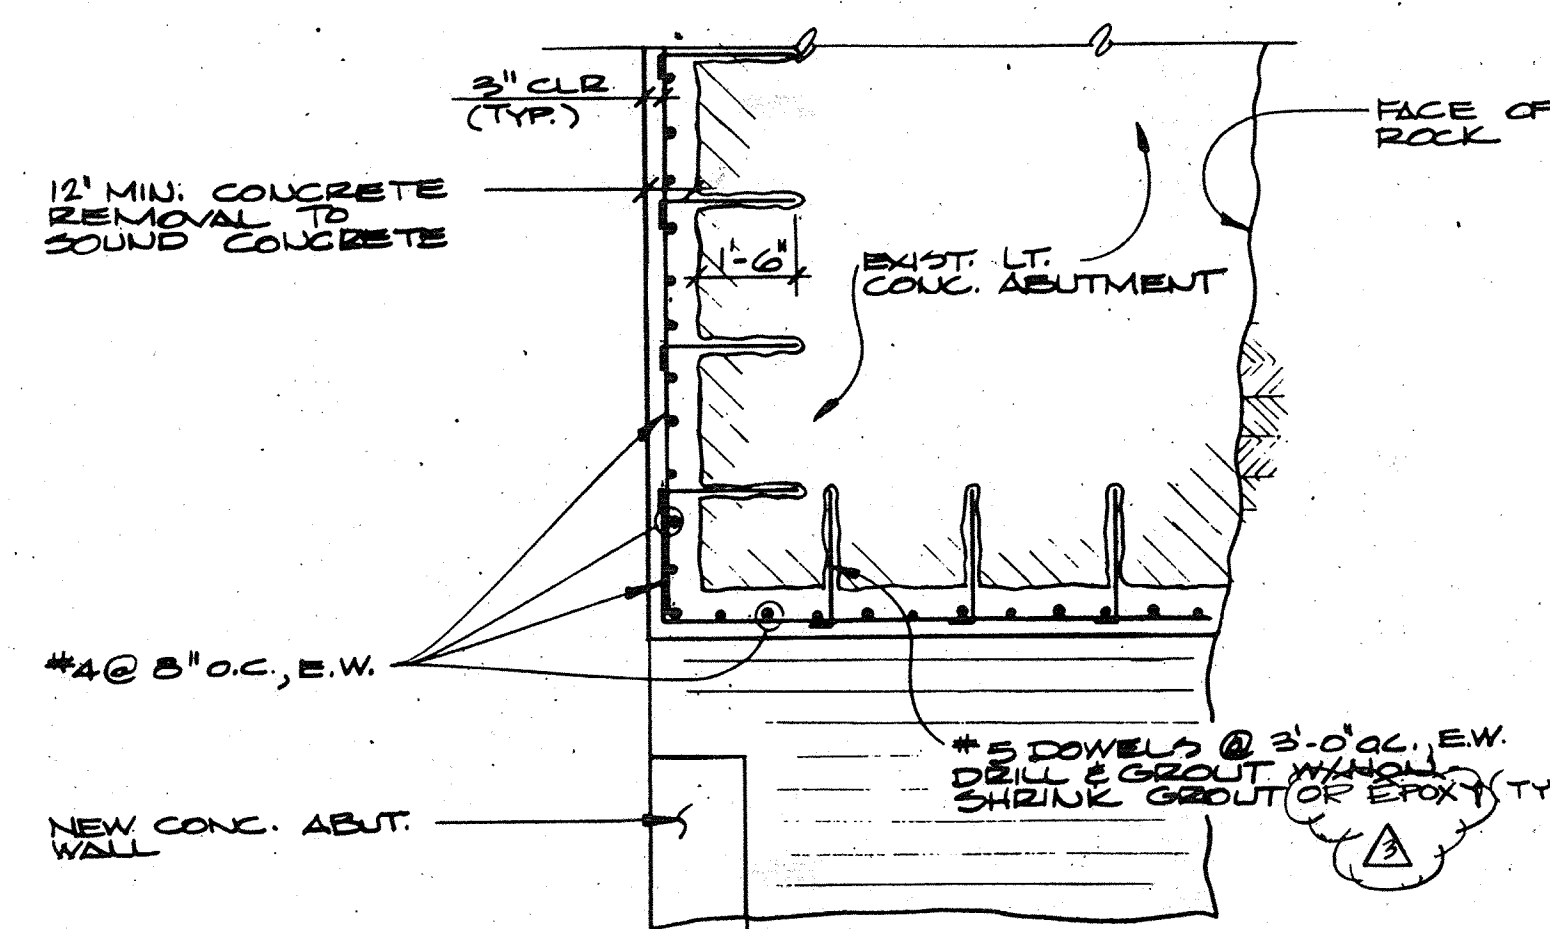 3" CLR
(TYP.)
FACE OF
ROCK
12" MIN. CONCRETE
REMOVAL TO
SOUND CONCRETE
1'-6"
EXIST. LT.
CONC. ABUTMENT
#4 @ 8" O.C., E.W.
#5 DOWELS @ 3'-0" O.C., E.W.
DRILL & GROUT W/NON-
SHRINK GROUT OR EPOXY TY
3
NEW CONC. ABUT.
WALL